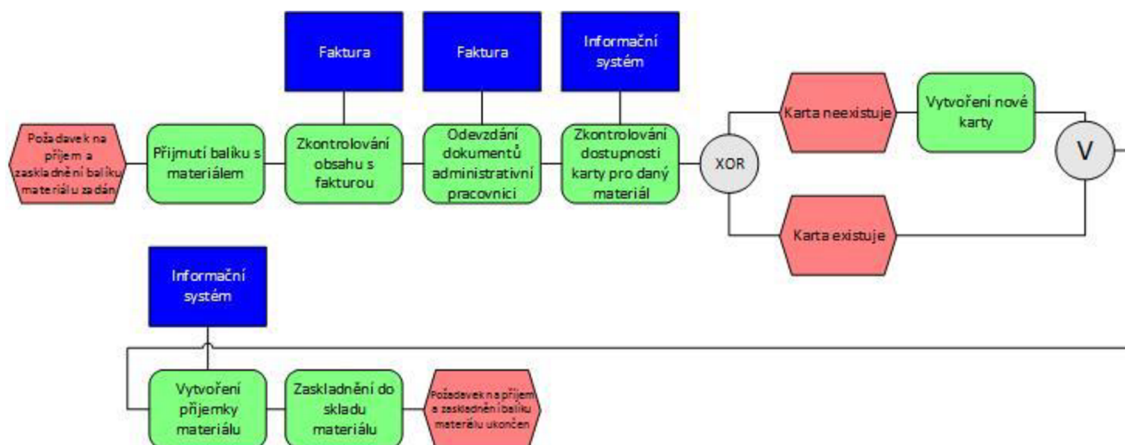 Faktura
Faktura
Informační
systém
Požadavek na
příjem a
zaskladnění balíku
materiálu zadán
Přijmutí balíku s
materiálem
Zkontrolování
obsahu s
fakturou
Odevzdání
dokumentů
administrativní
pracovnici
Zkontrolování
dostupnosti
karty pro daný
materiál
XOR
Karta neexistuje
Vytvoření nové
karty
V
Karta existuje
Informační
systém
Vytvoření
příjemky
materiálu
Zaskladnění do
skladu
materiálu
Požadavek na příjem
a zaskladnění balíku
materiálu ukončen